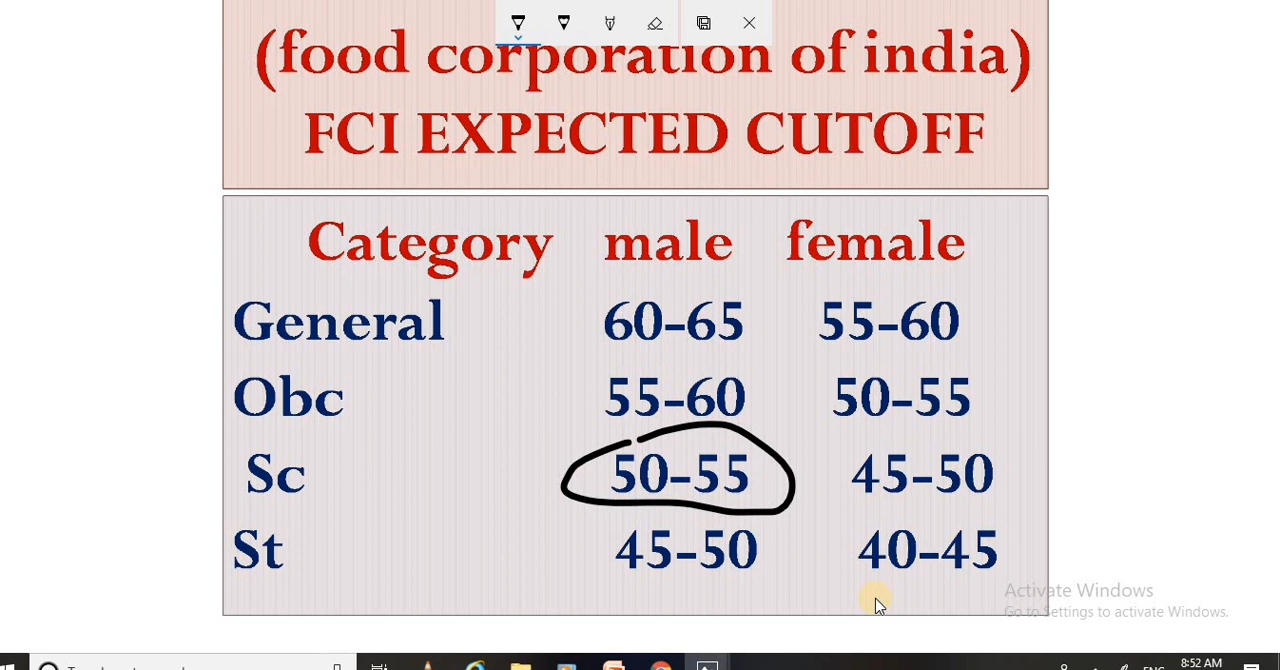 (food corporation of india)
FCI EXPECTED CUTOFF
Category male female
General 60-65 55-60
Obc 55-60 50-55
Sc 50-55 45-50
St 45-50 40-45
Activate Windows
Go to Settings to activate Windows.
8:52 AM
ENG